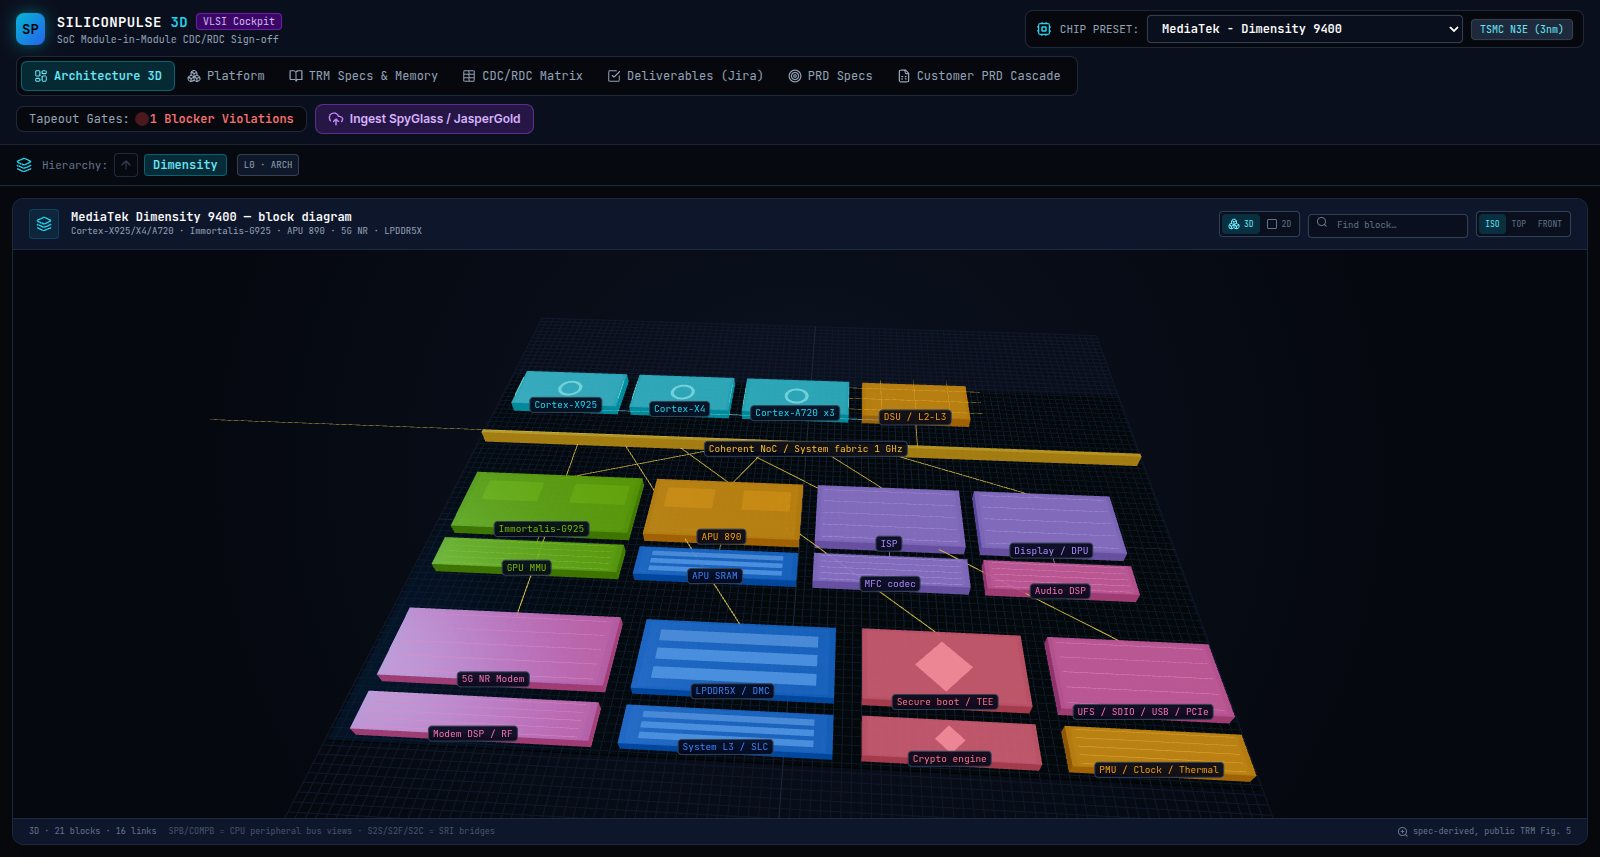 SP
SILICONPULSE 3D VLSI Cockpit
SoC Module-in-Module CDC/RDC Sign-off
CHIP PRESET: MediaTek - Dimensity 9400 TSMC N3E (3nm)
Architecture 3D Platform TRM Specs & Memory CDC/RDC Matrix Deliverables (Jira) PRD Specs Customer PRD Cascade
Tapeout Gates: 1 Blocker Violations Ingest SpyGlass / JasperGold
Hierarchy: Dimensity L0 · ARCH
MediaTek Dimensity 9400 — block diagram
Cortex-X925/X4/A720 · Immortalis-G925 · APU 890 · 5G NR · LPDDR5X
3D 2D Find block… ISO TOP FRONT
Cortex-X925 Cortex-X4 Cortex-A720 x3 DSU / L2-L3
Coherent NoC / System fabric 1 GHz
Immortalis-G925 APU 890 ISP Display / DPU
GPU MMU APU SRAM MFC codec Audio DSP
5G NR Modem LPDDR5X / DMC Secure boot / TEE UFS / SDIO / USB / PCIe
Modem DSP / RF System L3 / SLC Crypto engine PMU / Clock / Thermal
3D · 21 blocks · 16 links SPB/COMPB = CPU peripheral bus views · S2S/S2F/S2C = SRI bridges
spec-derived, public TRM Fig. 5